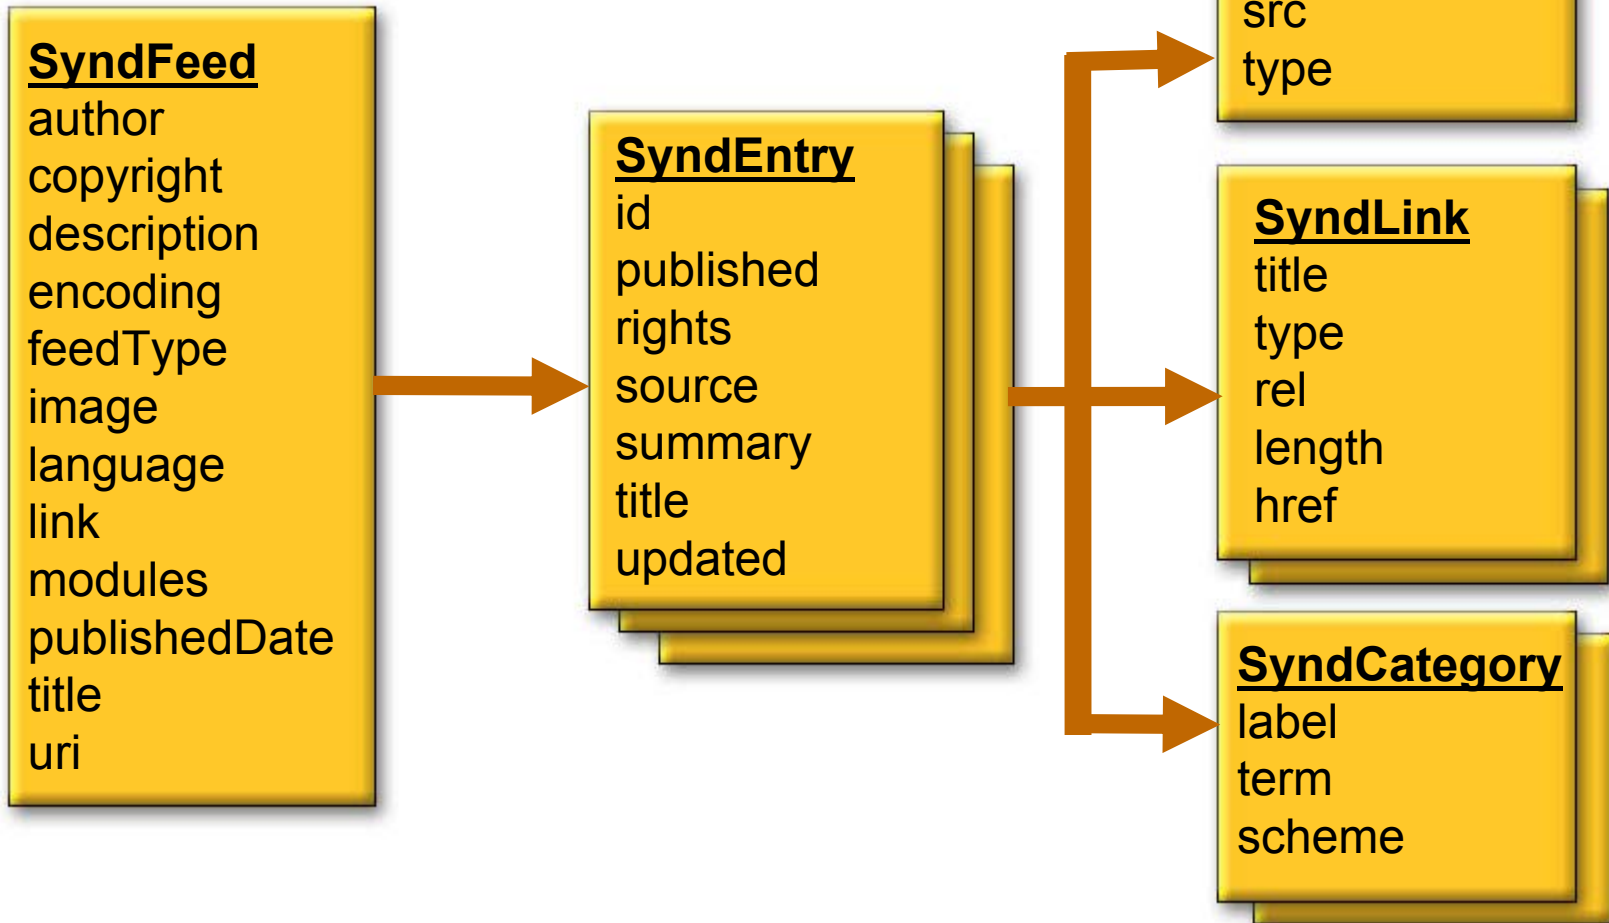 SyndFeed
author
copyright
description
encoding
feedType
image
language
link
modules
publishedDate
title
uri
SyndEntry
id
published
rights
source
summary
title
updated
src
type
SyndLink
title
type
rel
length
href
SyndCategory
label
term
scheme